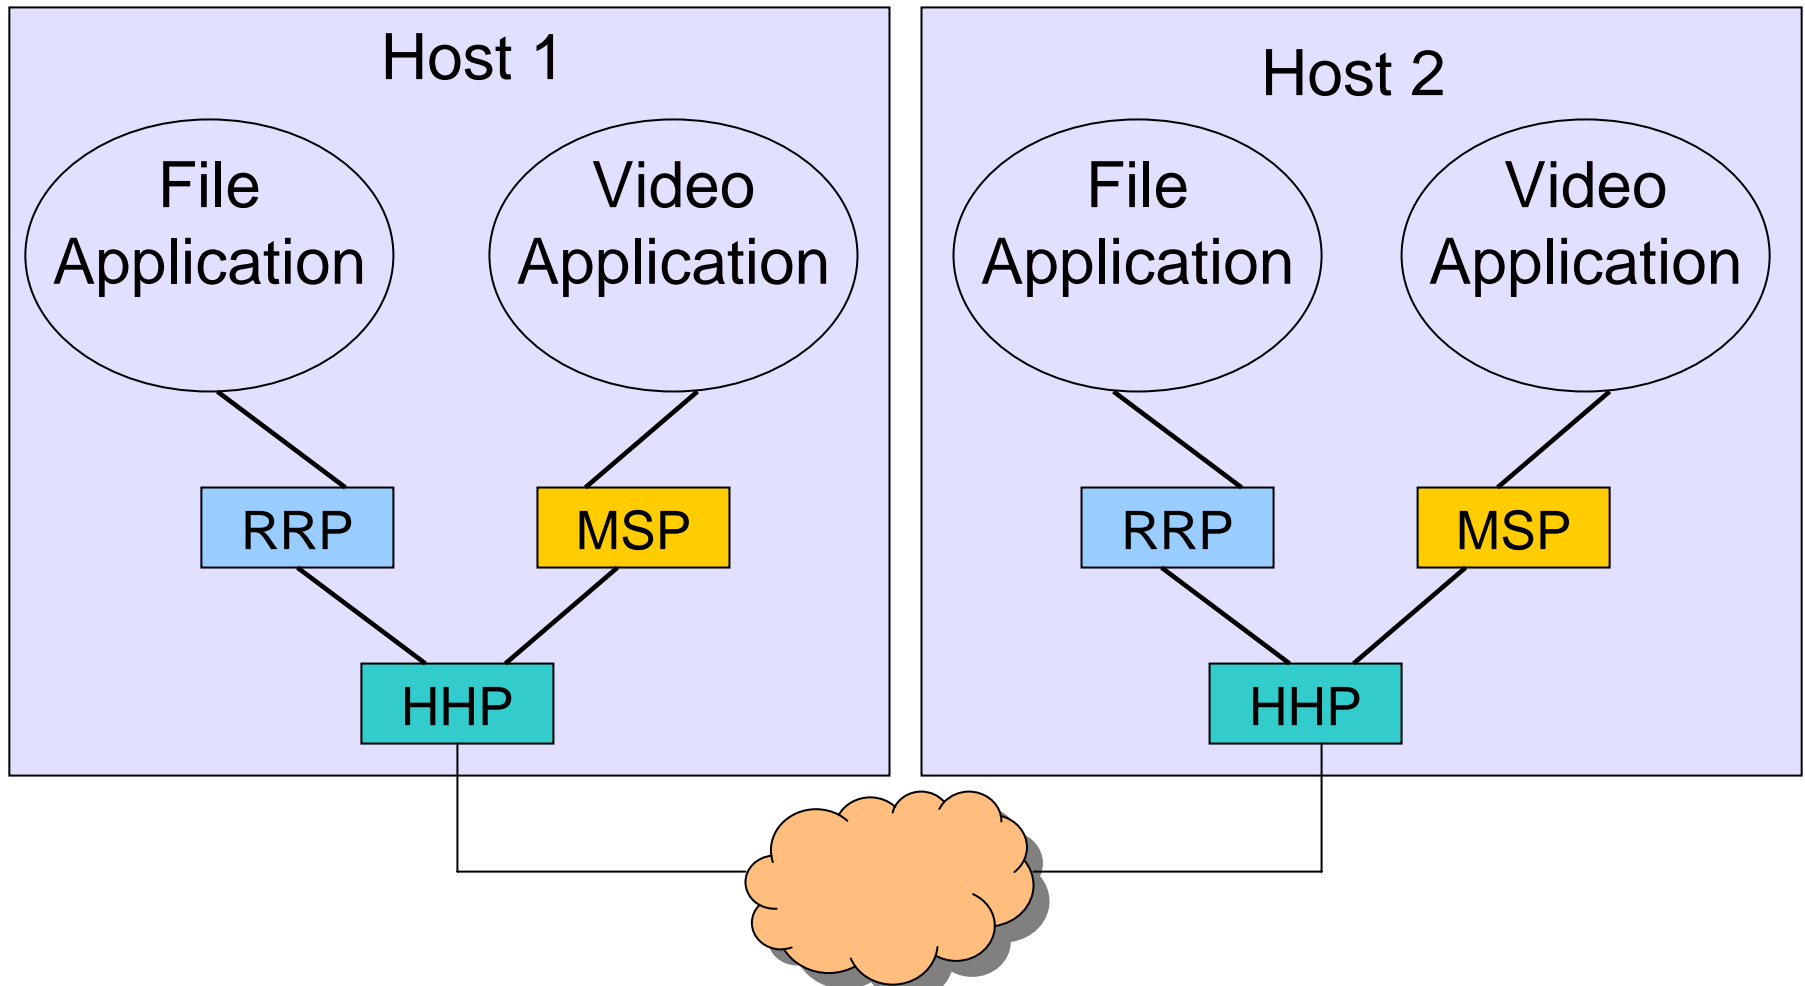 Host 1
File
Application
Video
Application
RRP
MSP
HHP
Host 2
File
Application
Video
Application
RRP
MSP
HHP